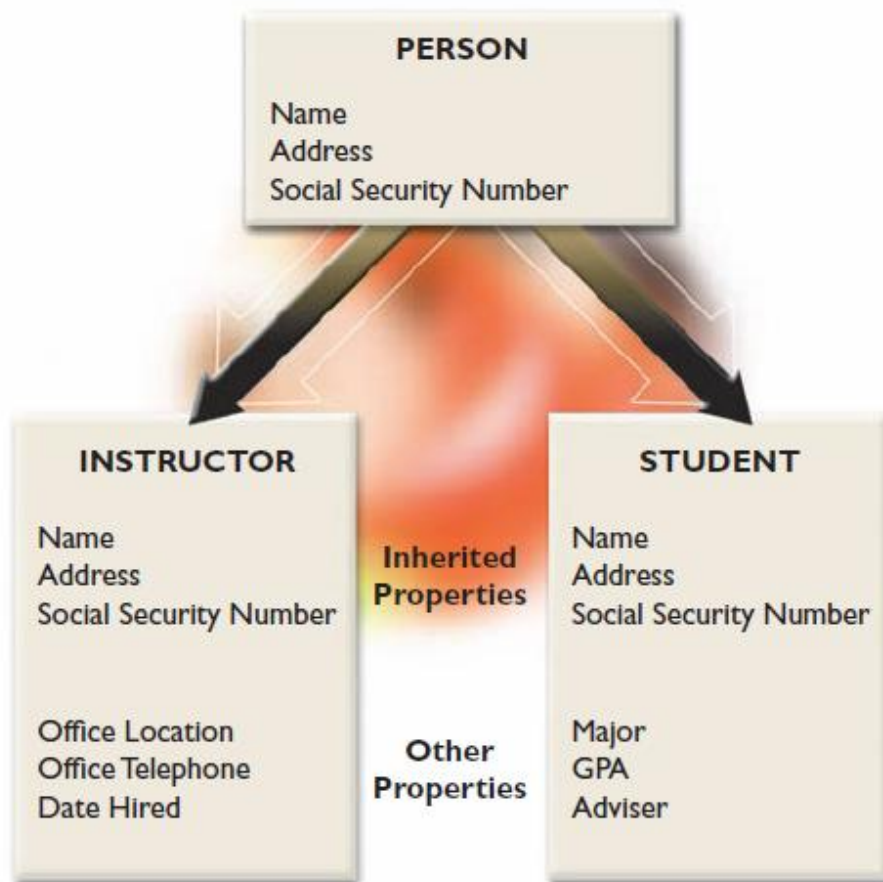 PERSON
Name
Address
Social Security Number
INSTRUCTOR
Name
Address
Social Security Number
Office Location
Office Telephone
Date Hired
Inherited
Properties
Other
Properties
STUDENT
Name
Address
Social Security Number
Major
GPA
Adviser